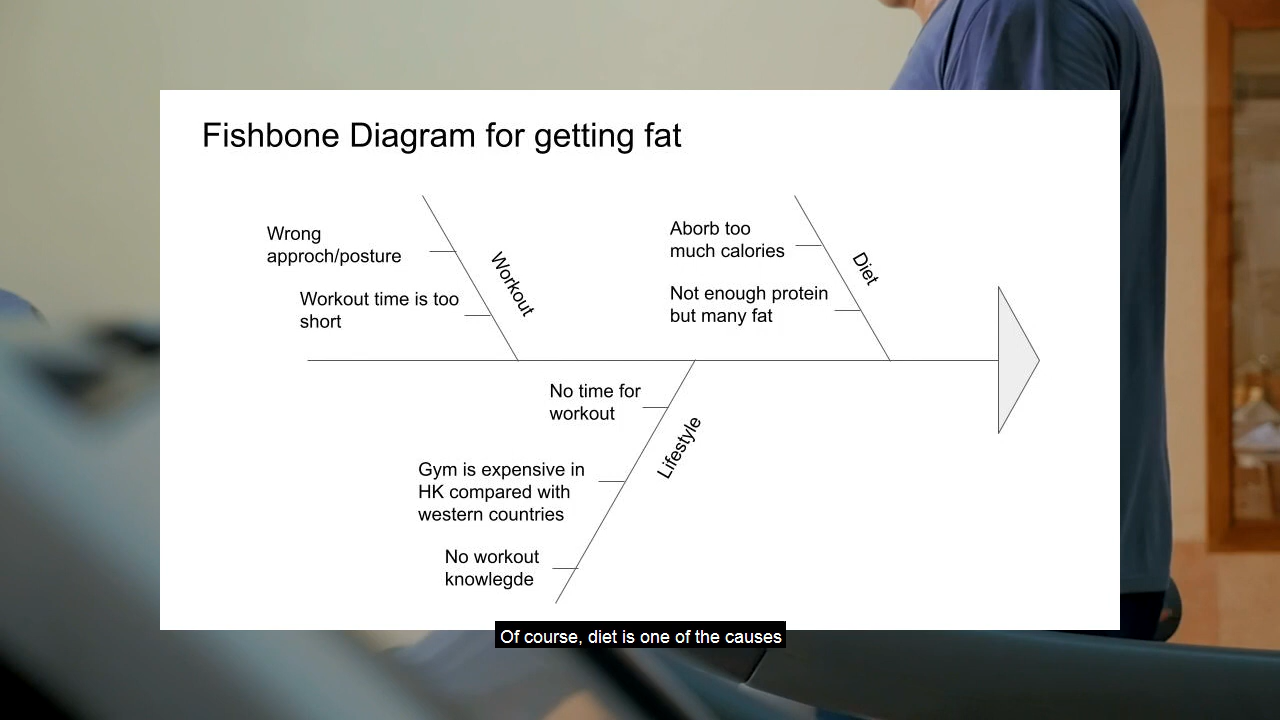 Fishbone Diagram for getting fat
Wrong
approch/posture
Workout time is too
short
Workout
Aborb too
much calories
Not enough protein
but many fat
Diet
No time for
workout
Gym is expensive in
HK compared with
western countries
No workout
knowlegde
Lifestyle
Of course, diet is one of the causes